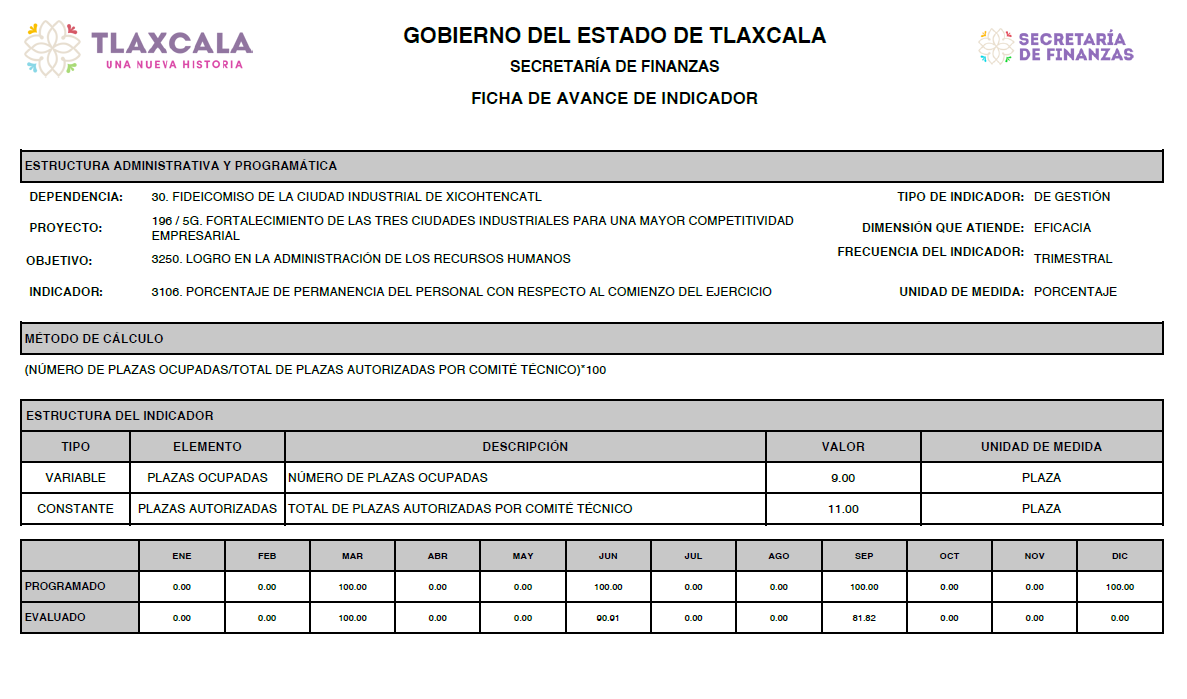 TLAXCALA
UNA NUEVA HISTORIA
GOBIERNO DEL ESTADO DE TLAXCALA
SECRETARÍA DE FINANZAS
FICHA DE AVANCE DE INDICADOR
SECRETARÍA
DE FINANZAS
ESTRUCTURA ADMINISTRATIVA Y PROGRAMÁTICA
DEPENDENCIA: 30. FIDEICOMISO DE LA CIUDAD INDUSTRIAL DE XICOHTENCATL TIPO DE INDICADOR: DE GESTIÓN
PROYECTO: 196 / 5G. FORTALECIMIENTO DE LAS TRES CIUDADES INDUSTRIALES PARA UNA MAYOR COMPETITIVIDAD
EMPRESARIAL
DIMENSIÓN QUE ATIENDE: EFICACIA
OBJETIVO: 3250. LOGRO EN LA ADMINISTRACIÓN DE LOS RECURSOS HUMANOS FRECUENCIA DEL INDICADOR: TRIMESTRAL
INDICADOR: 3106. PORCENTAJE DE PERMANENCIA DEL PERSONAL CON RESPECTO AL COMIENZO DEL EJERCICIO UNIDAD DE MEDIDA: PORCENTAJE
MÉTODO DE CÁLCULO
(NÚMERO DE PLAZAS OCUPADAS/TOTAL DE PLAZAS AUTORIZADAS POR COMITÉ TÉCNICO)*100
ESTRUCTURA DEL INDICADOR
TIPO ELEMENTO DESCRIPCIÓN VALOR UNIDAD DE MEDIDA
VARIABLE PLAZAS OCUPADAS NÚMERO DE PLAZAS OCUPADAS 9.00 PLAZA
CONSTANTE PLAZAS AUTORIZADAS TOTAL DE PLAZAS AUTORIZADAS POR COMITÉ TÉCNICO 11.00 PLAZA
ENE FEB MAR ABR MAY JUN JUL AGO SEP OCT NOV DIC
PROGRAMADO 0.00 0.00 100.00 0.00 0.00 100.00 0.00 0.00 100.00 0.00 0.00 100.00
EVALUADO 0.00 0.00 100.00 0.00 0.00 90.91 0.00 0.00 81.82 0.00 0.00 0.00